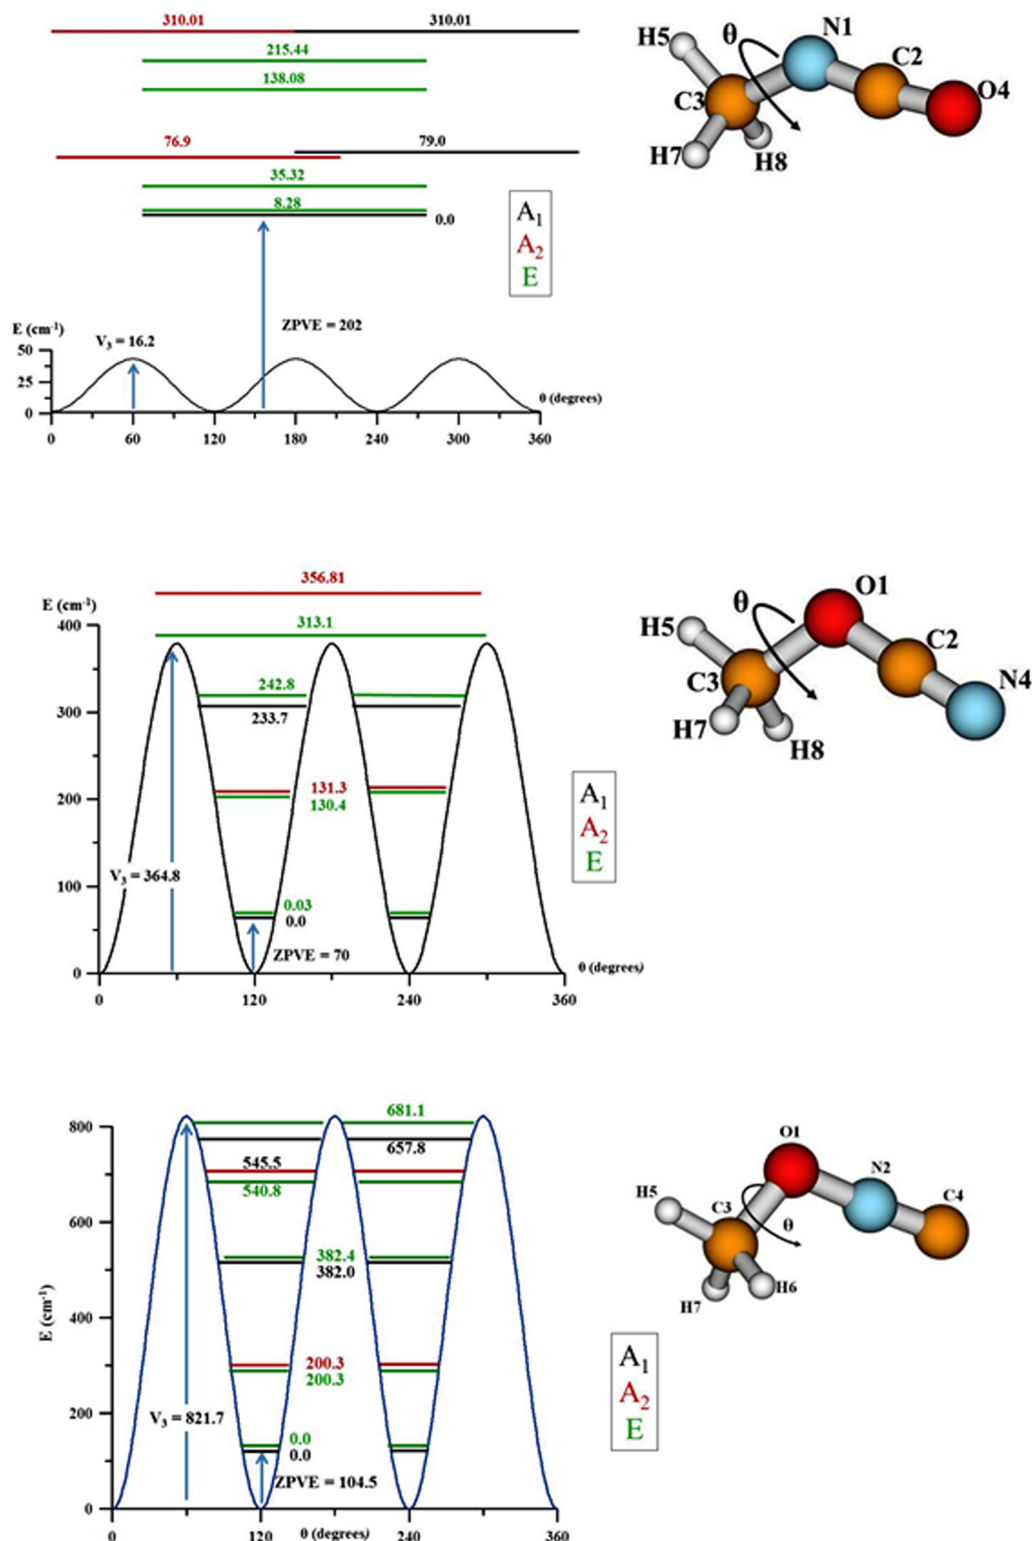 310.01 310.01
215.44
138.08
76.9 79.0
35.32
8.28
0.0
A1
A2
E
E (cm-1)
V3 = 16.2
ZPVE = 202
50
25
0
θ (degrees)
0 60 120 180 240 300 360
H5 θ N1
C2
C3 O4
H7 H8
356.81
E (cm-1)
313.1
400
242.8
233.7
300
131.3
130.4
200
V3 = 364.8
100
0.03
0.0
ZPVE = 70
0
θ (degrees)
0 120 240 360
A1
A2
E
θ O1
H5 C2
C3 N4
H7 H8
681.1
800
657.8
545.5
540.8
600
382.4
382.0
E (cm-1)
400
200.3
200.3
200
V3 = 821.7
0.0
0.0
ZPVE = 104.5
0
0 120 θ (degrees) 240 360
A1
A2
E
O1
N2
H5 C3 C4
θ
H7 H6